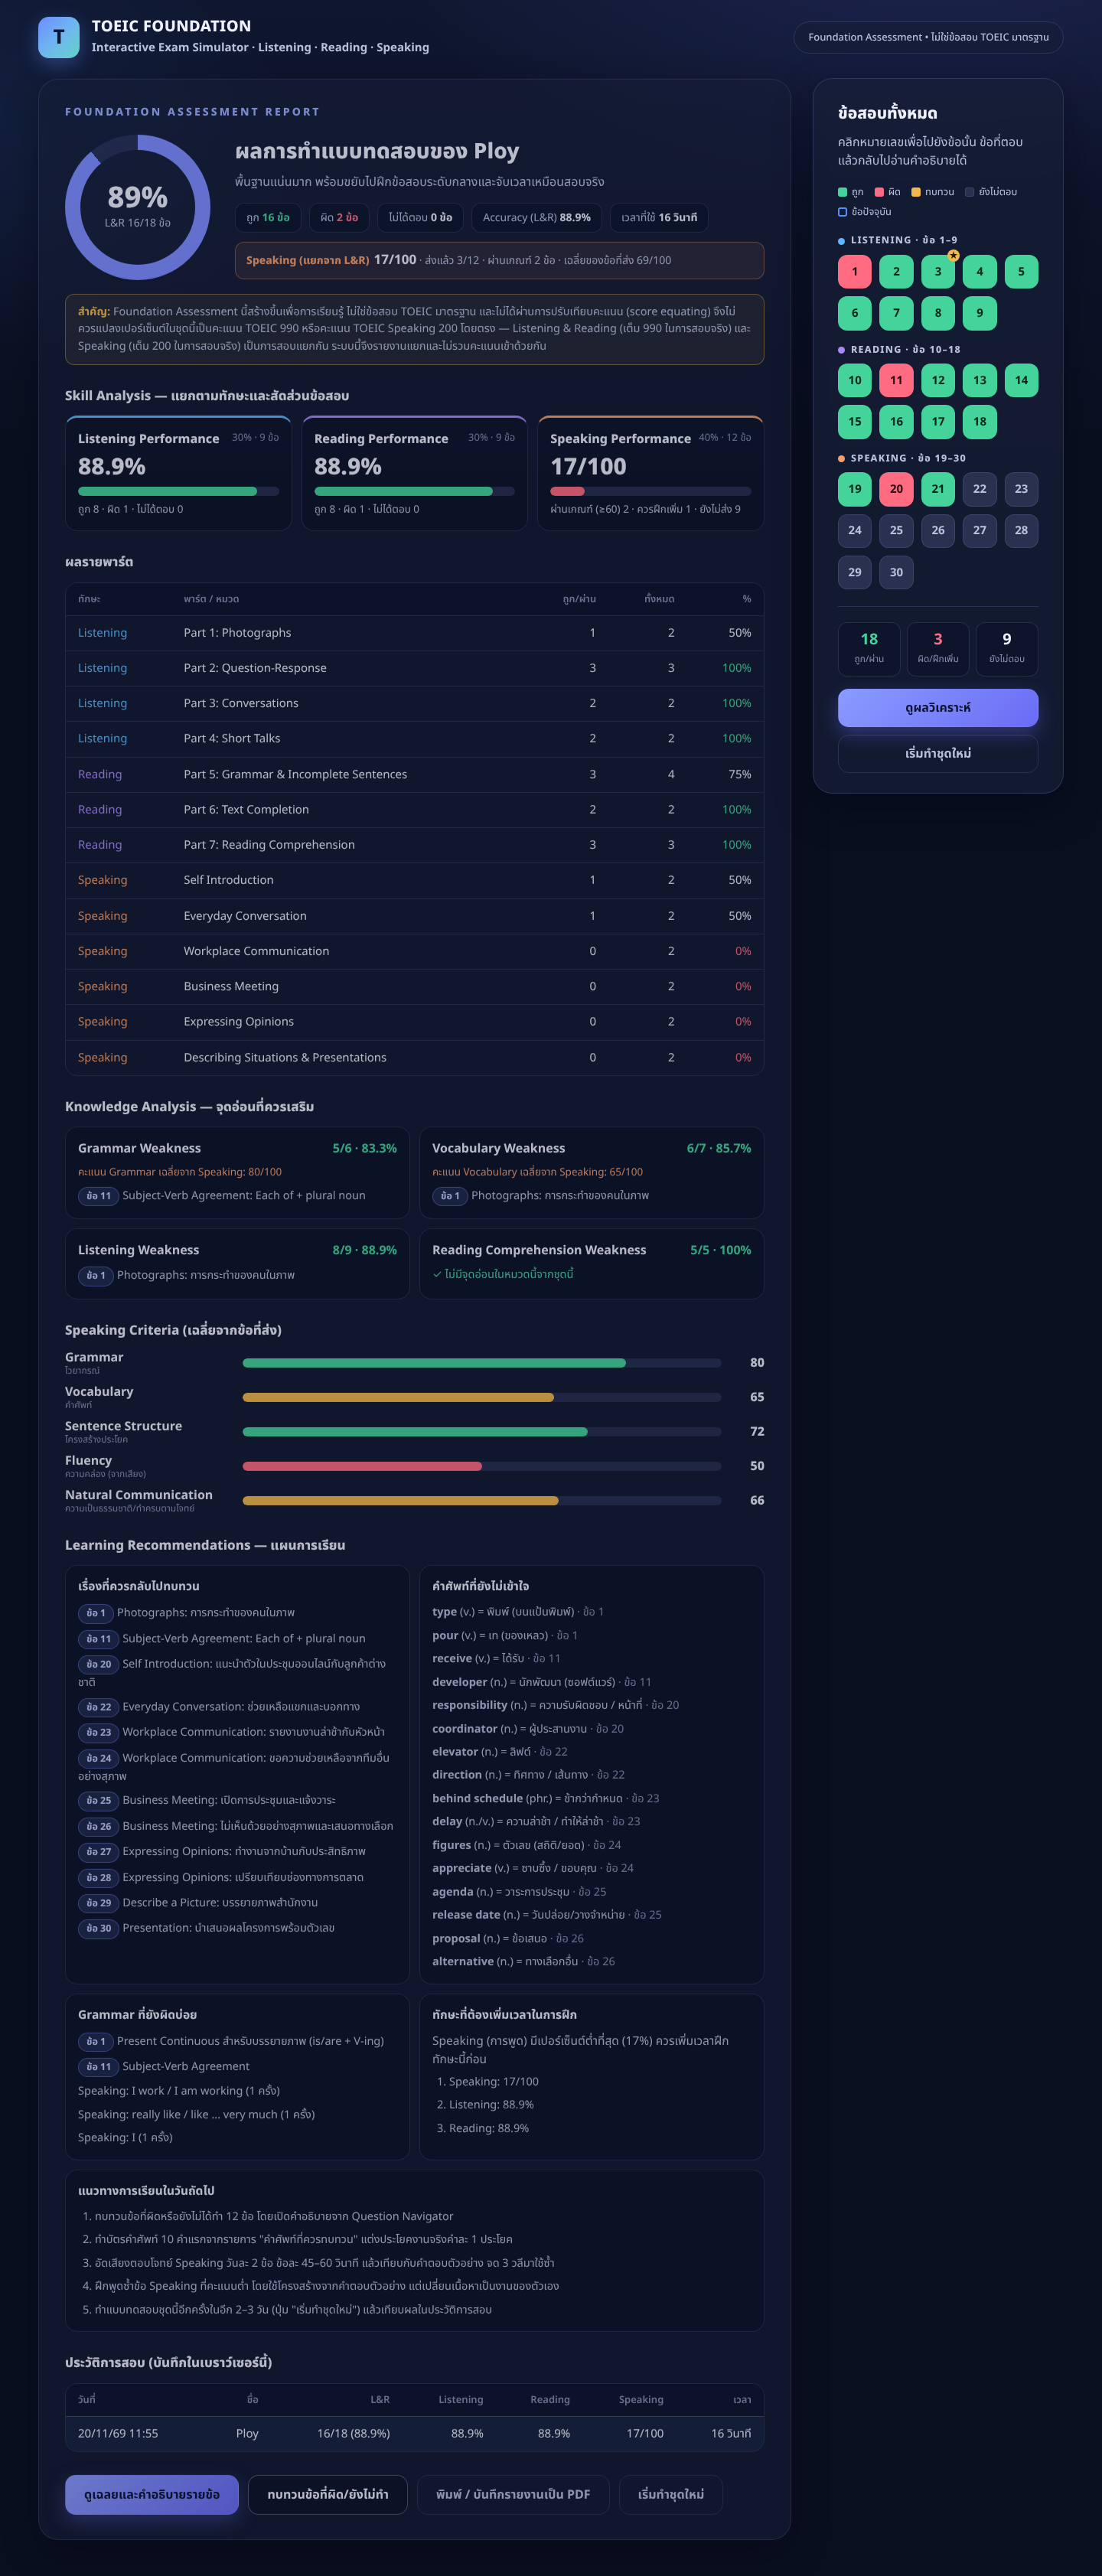 T
TOEIC FOUNDATION
Interactive Exam Simulator · Listening · Reading · Speaking
Foundation Assessment • ไม่ใช่ข้อสอบ TOEIC มาตรฐาน
FOUNDATION ASSESSMENT REPORT
89%
L&R 16/18 ข้อ
ผลการทำแบบทดสอบของ Ploy
พื้นฐานแน่นมาก พร้อมขยับไปฝึกข้อสอบระดับกลางและจับเวลาเหมือนสอบจริง
ถูก 16 ข้อ
ผิด 2 ข้อ
ไม่ได้ตอบ 0 ข้อ
Accuracy (L&R) 88.9%
เวลาที่ใช้ 16 วินาที
Speaking (แยกจาก L&R) 17/100 · ส่งแล้ว 3/12 · ผ่านเกณฑ์ 2 ข้อ · เฉลี่ยของข้อที่ส่ง 69/100
สำคัญ: Foundation Assessment นี้สร้างขึ้นเพื่อการเรียนรู้ ไม่ใช่ข้อสอบ TOEIC มาตรฐาน และไม่ได้ผ่านการปรับเทียบคะแนน (score equating) จึงไม่
ควรแปลงเปอร์เซ็นต์ในชุดนี้เป็นคะแนน TOEIC 990 หรือคะแนน TOEIC Speaking 200 โดยตรง — Listening & Reading (เต็ม 990 ในการสอบจริง) และ
Speaking (เต็ม 200 ในการสอบจริง) เป็นการสอบแยกกัน ระบบนี้จึงรายงานแยกและไม่รวมคะแนนเข้าด้วยกัน
Skill Analysis — แยกตามทักษะและสัดส่วนข้อสอบ
Listening Performance 30% · 9 ข้อ
88.9%
ถูก 8 · ผิด 1 · ไม่ได้ตอบ 0
Reading Performance 30% · 9 ข้อ
88.9%
ถูก 8 · ผิด 1 · ไม่ได้ตอบ 0
Speaking Performance 40% · 12 ข้อ
17/100
ผ่านเกณฑ์ (≥60) 2 · ควรฝึกเพิ่ม 1 · ยังไม่ส่ง 9
ผลรายพาร์ต
ทักษะ พาร์ต / หมวด ถูก/ผ่าน ทั้งหมด %
Listening Part 1: Photographs 1 2 50%
Listening Part 2: Question-Response 3 3 100%
Listening Part 3: Conversations 2 2 100%
Listening Part 4: Short Talks 2 2 100%
Reading Part 5: Grammar & Incomplete Sentences 3 4 75%
Reading Part 6: Text Completion 2 2 100%
Reading Part 7: Reading Comprehension 3 3 100%
Speaking Self Introduction 1 2 50%
Speaking Everyday Conversation 1 2 50%
Speaking Workplace Communication 0 2 0%
Speaking Business Meeting 0 2 0%
Speaking Expressing Opinions 0 2 0%
Speaking Describing Situations & Presentations 0 2 0%
Knowledge Analysis — จุดอ่อนที่ควรเสริม
Grammar Weakness 5/6 · 83.3%
คะแนน Grammar เฉลี่ยจาก Speaking: 80/100
ข้อ 11 Subject-Verb Agreement: Each of + plural noun
Vocabulary Weakness 6/7 · 85.7%
คะแนน Vocabulary เฉลี่ยจาก Speaking: 65/100
ข้อ 1 Photographs: การกระทำของคนในภาพ
Listening Weakness 8/9 · 88.9%
ข้อ 1 Photographs: การกระทำของคนในภาพ
Reading Comprehension Weakness 5/5 · 100%
✓ ไม่มีจุดอ่อนในหมวดนี้จากชุดนี้
Speaking Criteria (เฉลี่ยจากข้อที่ส่ง)
Grammar 80
ไวยากรณ์
Vocabulary 65
คำศัพท์
Sentence Structure 72
โครงสร้างประโยค
Fluency 50
ความคล่อง (จากเสียง)
Natural Communication 66
ความเป็นธรรมชาติ/ทำครบตามโจทย์
Learning Recommendations — แผนการเรียน
เรื่องที่ควรกลับไปทบทวน
ข้อ 1 Photographs: การกระทำของคนในภาพ
ข้อ 11 Subject-Verb Agreement: Each of + plural noun
ข้อ 20 Self Introduction: แนะนำตัวในประชุมออนไลน์กับลูกค้าต่าง
ชาติ
ข้อ 22 Everyday Conversation: ช่วยเหลือแขกและบอกทาง
ข้อ 23 Workplace Communication: รายงานงานล่าช้ากับหัวหน้า
ข้อ 24 Workplace Communication: ขอความช่วยเหลือจากทีมอื่น
อย่างสุภาพ
ข้อ 25 Business Meeting: เปิดการประชุมและแจ้งวาระ
ข้อ 26 Business Meeting: ไม่เห็นด้วยอย่างสุภาพและเสนอทางเลือก
ข้อ 27 Expressing Opinions: ทำงานจากบ้านกับประสิทธิภาพ
ข้อ 28 Expressing Opinions: เปรียบเทียบช่องทางการตลาด
ข้อ 29 Describe a Picture: บรรยายภาพสำนักงาน
ข้อ 30 Presentation: นำเสนอผลโครงการพร้อมตัวเลข
คำศัพท์ที่ยังไม่เข้าใจ
type (v.) = พิมพ์ (บนแป้นพิมพ์) · ข้อ 1
pour (v.) = เท (ของเหลว) · ข้อ 1
receive (v.) = ได้รับ · ข้อ 11
developer (n.) = นักพัฒนา (ซอฟต์แวร์) · ข้อ 11
responsibility (n.) = ความรับผิดชอบ / หน้าที่ · ข้อ 20
coordinator (n.) = ผู้ประสานงาน · ข้อ 20
elevator (n.) = ลิฟต์ · ข้อ 22
direction (n.) = ทิศทาง / เส้นทาง · ข้อ 22
behind schedule (phr.) = ช้ากว่ากำหนด · ข้อ 23
delay (n./v.) = ความล่าช้า / ทำให้ล่าช้า · ข้อ 23
figures (n.) = ตัวเลข (สถิติ/ยอด) · ข้อ 24
appreciate (v.) = ซาบซึ้ง / ขอบคุณ · ข้อ 24
agenda (n.) = วาระการประชุม · ข้อ 25
release date (n.) = วันปล่อย/วางจำหน่าย · ข้อ 25
proposal (n.) = ข้อเสนอ · ข้อ 26
alternative (n.) = ทางเลือกอื่น · ข้อ 26
Grammar ที่ยังผิดบ่อย
ข้อ 1 Present Continuous สำหรับบรรยายภาพ (is/are + V-ing)
ข้อ 11 Subject-Verb Agreement
Speaking: I work / I am working (1 ครั้ง)
Speaking: really like / like ... very much (1 ครั้ง)
Speaking: I (1 ครั้ง)
ทักษะที่ต้องเพิ่มเวลาในการฝึก
Speaking (การพูด) มีเปอร์เซ็นต์ต่ำที่สุด (17%) ควรเพิ่มเวลาฝึก
ทักษะนี้ก่อน
1. Speaking: 17/100
2. Listening: 88.9%
3. Reading: 88.9%
แนวทางการเรียนในวันถัดไป
1. ทบทวนข้อที่ผิดหรือยังไม่ได้ทำ 12 ข้อ โดยเปิดคำอธิบายจาก Question Navigator
2. ทำบัตรคำศัพท์ 10 คำแรกจากรายการ "คำศัพท์ที่ควรทบทวน" แต่งประโยคงานจริงคำละ 1 ประโยค
3. อัดเสียงตอบโจทย์ Speaking วันละ 2 ข้อ ข้อละ 45–60 วินาที แล้วเทียบกับคำตอบตัวอย่าง จด 3 วลีมาใช้ซ้ำ
4. ฝึกพูดซ้ำข้อ Speaking ที่คะแนนต่ำ โดยใช้โครงสร้างจากคำตอบตัวอย่าง แต่เปลี่ยนเนื้อหาเป็นงานของตัวเอง
5. ทำแบบทดสอบชุดนี้อีกครั้งในอีก 2–3 วัน (ปุ่ม "เริ่มทำชุดใหม่") แล้วเทียบผลในประวัติการสอบ
ประวัติการสอบ (บันทึกในเบราว์เซอร์นี้)
วันที่ ชื่อ L&R Listening Reading Speaking เวลา
20/11/69 11:55 Ploy 16/18 (88.9%) 88.9% 88.9% 17/100 16 วินาที
ดูเฉลยและคำอธิบายรายข้อ
ทบทวนข้อที่ผิด/ยังไม่ทำ
พิมพ์ / บันทึกรายงานเป็น PDF
เริ่มทำชุดใหม่
ข้อสอบทั้งหมด
คลิกหมายเลขเพื่อไปยังข้อนั้น ข้อที่ตอบ
แล้วกลับไปอ่านคำอธิบายได้
ถูก ผิด ทบทวน ยังไม่ตอบ
ข้อปัจจุบัน
LISTENING · ข้อ 1–9
1 2 3 4 5
6 7 8 9
READING · ข้อ 10–18
10 11 12 13 14
15 16 17 18
SPEAKING · ข้อ 19–30
19 20 21 22 23
24 25 26 27 28
29 30
18 3 9
ถูก/ผ่าน ผิด/ฝึกเพิ่ม ยังไม่ตอบ
ดูผลวิเคราะห์
เริ่มทำชุดใหม่